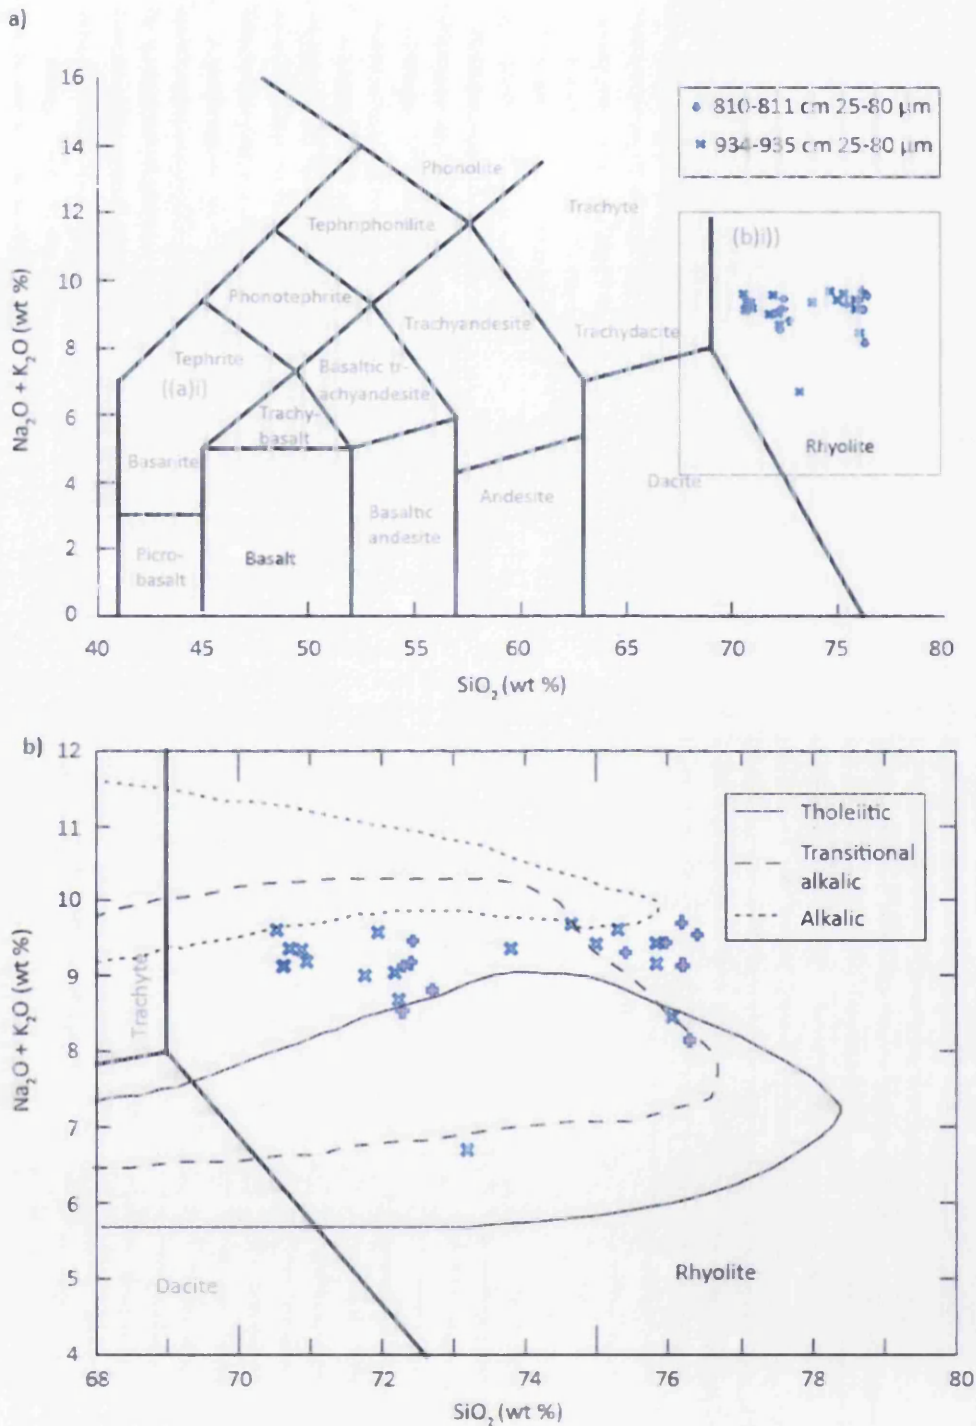 a)
16
14
12
10
8
6
4
2
0
Na₂O + K₂O (wt %)
810-811 cm 25-80 µm
934-935 cm 25-80 µm
Phonolite
Tephriphonilite
Trachyte
(b)i))
Phonotephrite
Trachyandesite
Trachydacite
Tephrite
((a)i)
Basaltic tr-
achyandesite
Trachy-
basalt
Basanite
Rhyolite
Dacite
Andesite
Basaltic
andesite
Picro-
basalt
Basalt
40 45 50 55 60 65 70 75 80
SiO₂ (wt %)
b)
12
11
10
9
8
7
6
5
4
Na₂O + K₂O (wt %)
Tholeiitic
Transitional
alkalic
Alkalic
Trachyte
Dacite
Rhyolite
68 70 72 74 76 78 80
SiO₂ (wt %)